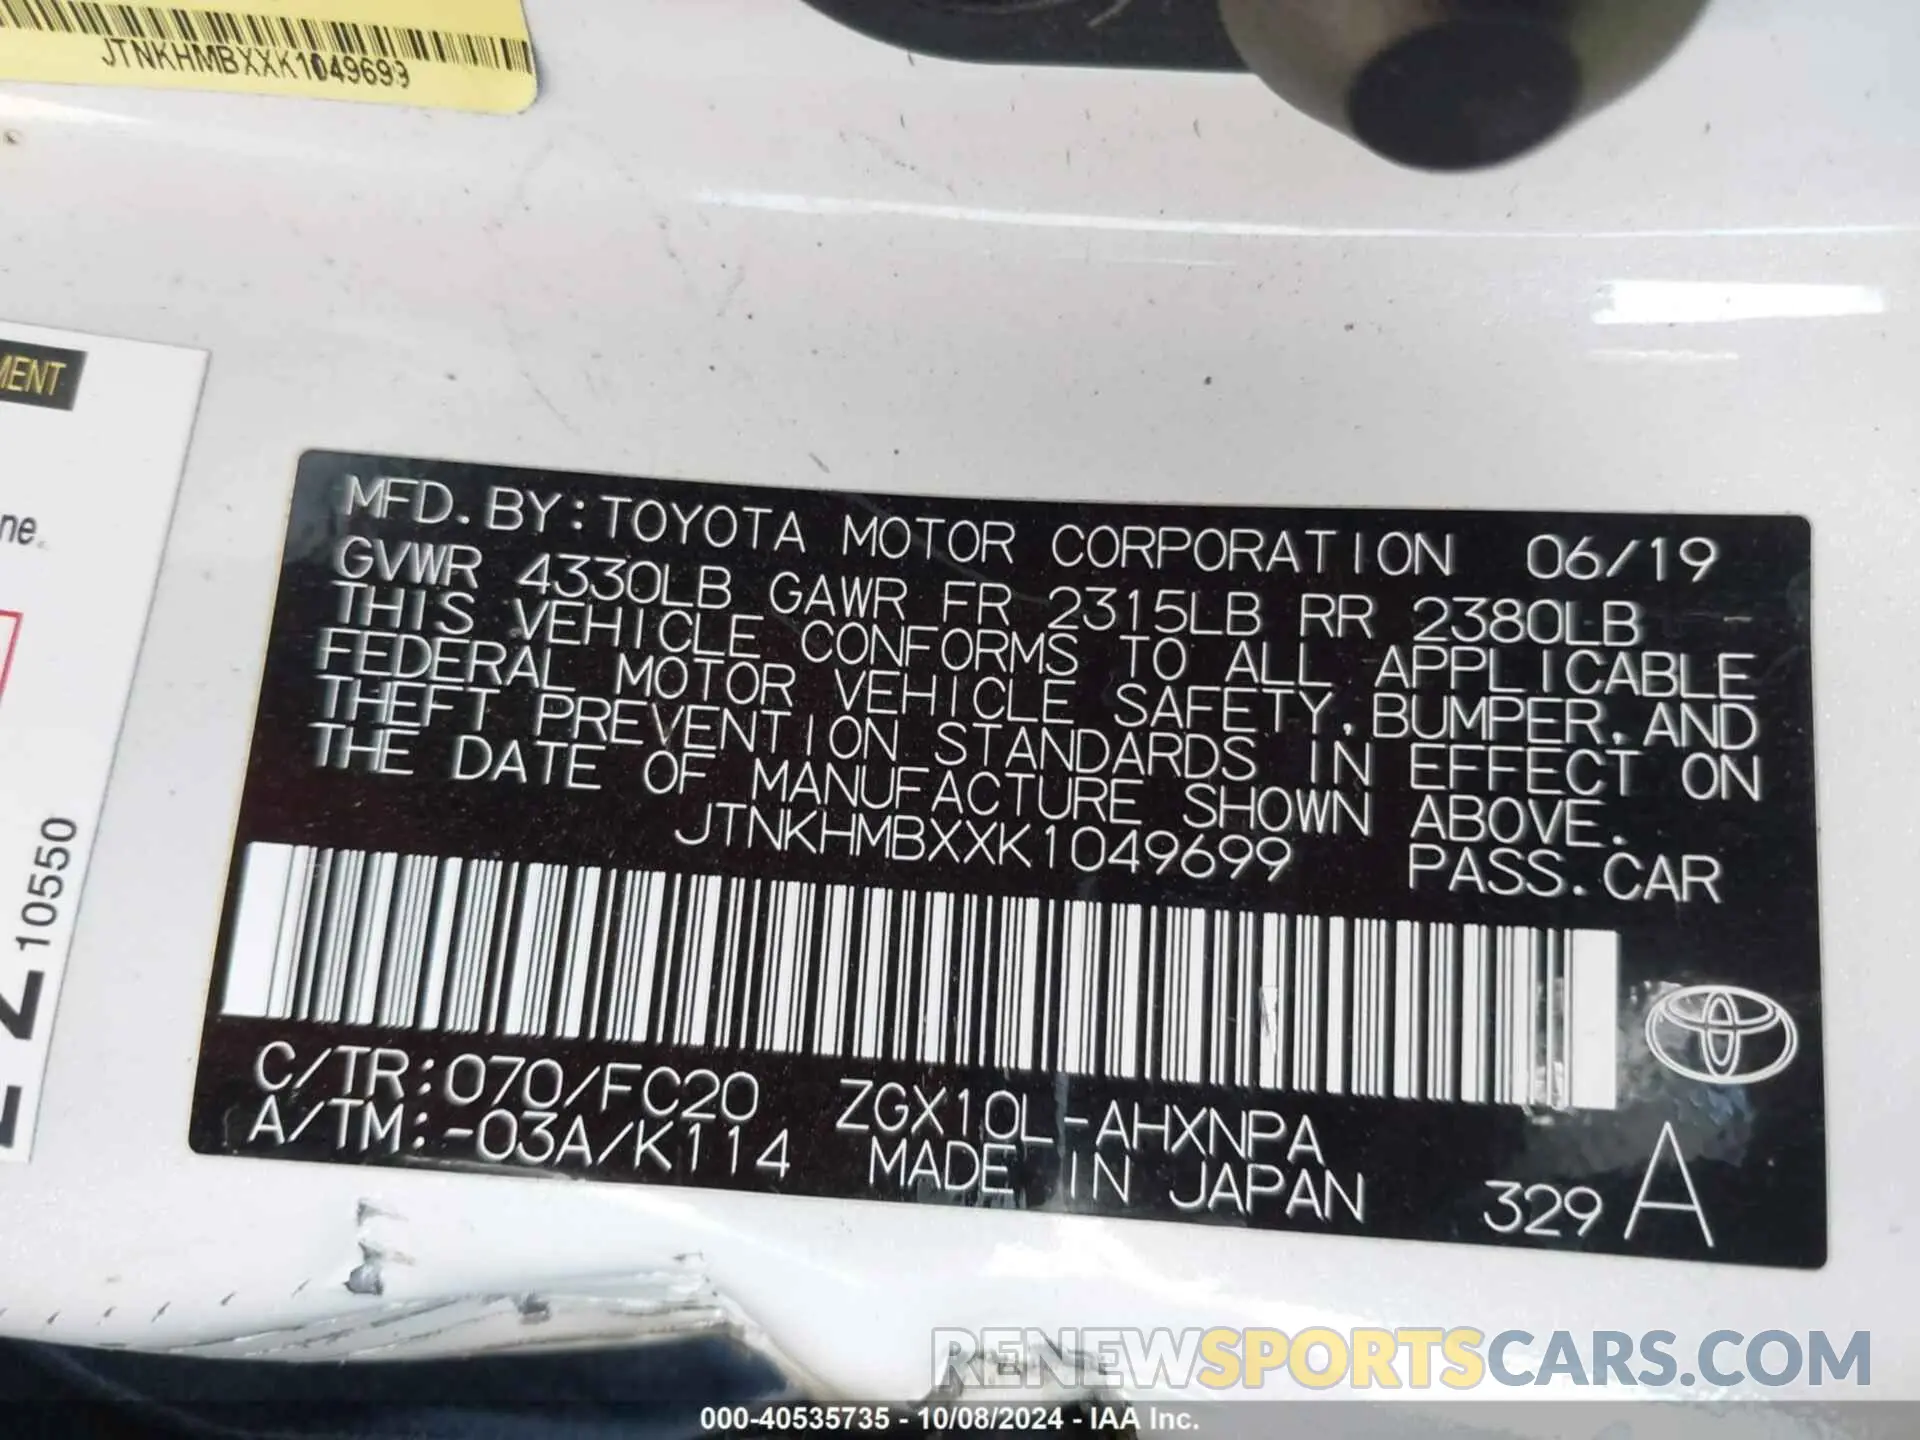 JTNKHMBXXK1049699
MENT
ne.
10550
MFD. BY: TOYOTA MOTOR CORPORATION 06/19
GVWR 4330LB GAWR FR 2315LB RR 2380LB
THIS VEHICLE CONFORMS TO ALL APPLICABLE
FEDERAL MOTOR VEHICLE SAFETY, BUMPER, AND
THEFT PREVENTION STANDARDS IN EFFECT ON
THE DATE OF MANUFACTURE SHOWN ABOVE.
JTNKHMBXXK1049699 PASS. CAR
C/TR:070/FC20 ZGX10L-AHXNPA
A/TM:-03A/K114 MADE IN JAPAN 329 A
RENEWSPORTSCARS.COM
000-40535735 - 10/08/2024 - IAA Inc.